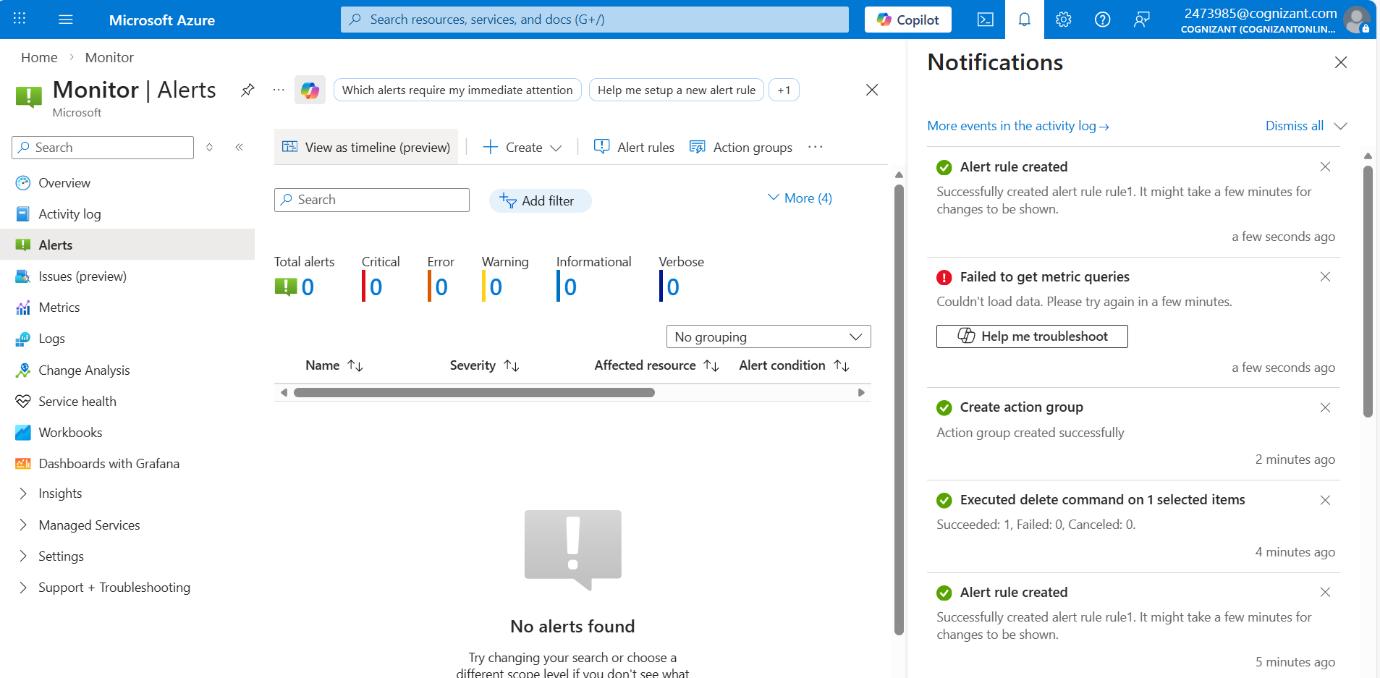 Microsoft Azure
Search resources, services, and docs (G+/)
Copilot
2473985@cognizant.com
COGNIZANT (COGNIZANTONLIN...
Home > Monitor
Monitor | Alerts
Microsoft
Which alerts require my immediate attention
Help me setup a new alert rule
+1
Search
Overview
Activity log
Alerts
Issues (preview)
Metrics
Logs
Change Analysis
Service health
Workbooks
Dashboards with Grafana
Insights
Managed Services
Settings
Support + Troubleshooting
View as timeline (preview)
Create
Alert rules
Action groups
Search
Add filter
More (4)
Total alerts
0
Critical
0
Error
0
Warning
0
Informational
0
Verbose
0
No grouping
Name
Severity
Affected resource
Alert condition
No alerts found
Try changing your search or choose a
different scope level if you don't see what
Notifications
More events in the activity log →
Dismiss all
Alert rule created
Successfully created alert rule rule1. It might take a few minutes for
changes to be shown.
a few seconds ago
Failed to get metric queries
Couldn't load data. Please try again in a few minutes.
Help me troubleshoot
a few seconds ago
Create action group
Action group created successfully
2 minutes ago
Executed delete command on 1 selected items
Succeeded: 1, Failed: 0, Canceled: 0.
4 minutes ago
Alert rule created
Successfully created alert rule rule1. It might take a few minutes for
changes to be shown.
5 minutes ago